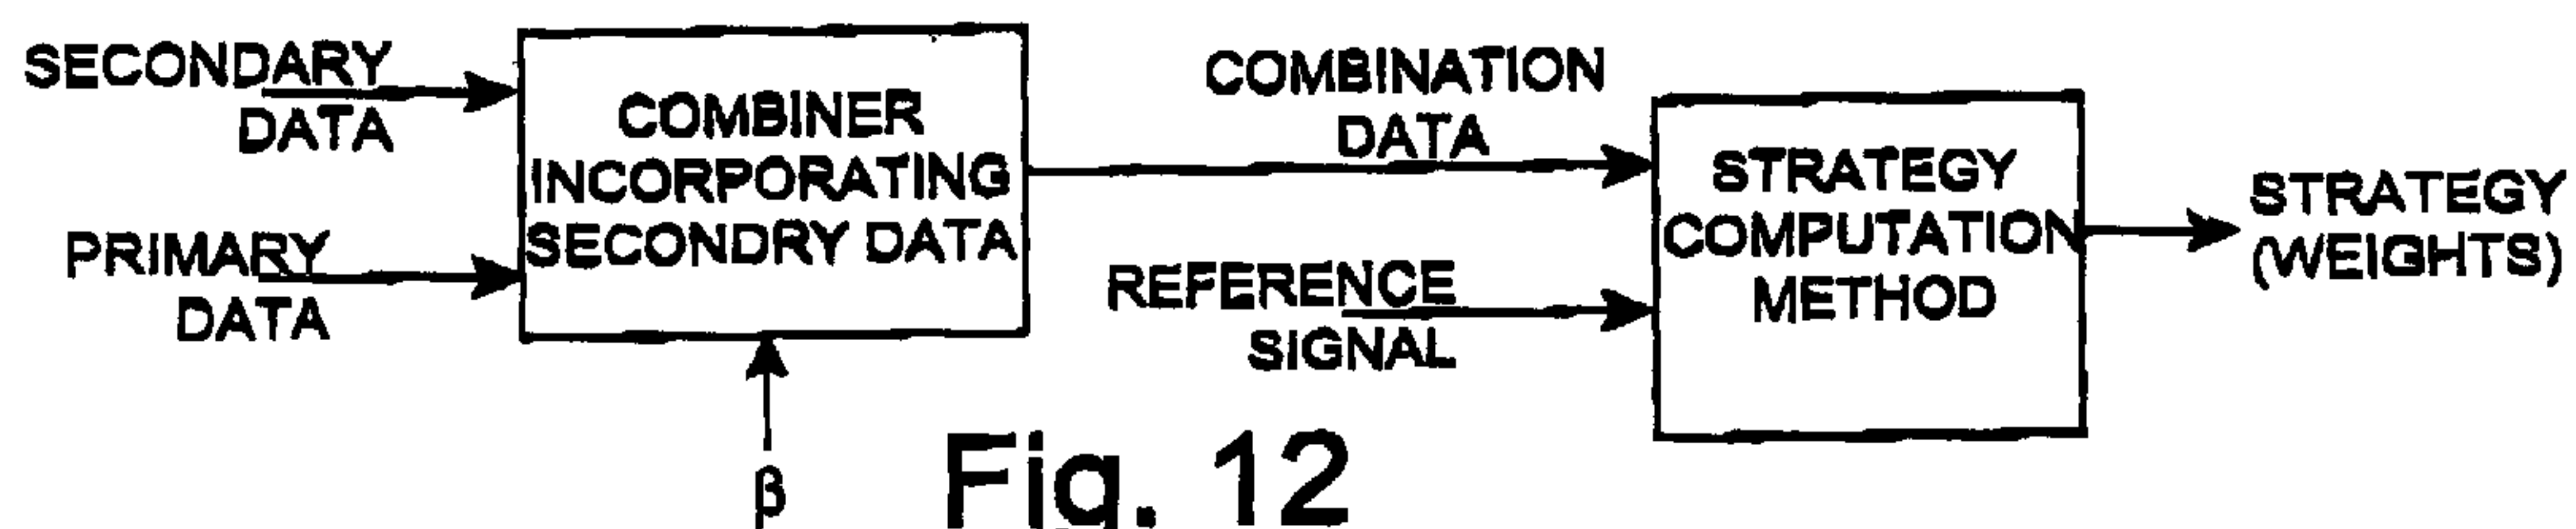 SECONDARY
DATA
PRIMARY
DATA
COMBINER
INCORPORATING
SECONDRY DATA
β
COMBINATION
DATA
REFERENCE
SIGNAL
STRATEGY
COMPUTATION
METHOD
STRATEGY
(WEIGHTS)
Fig. 12